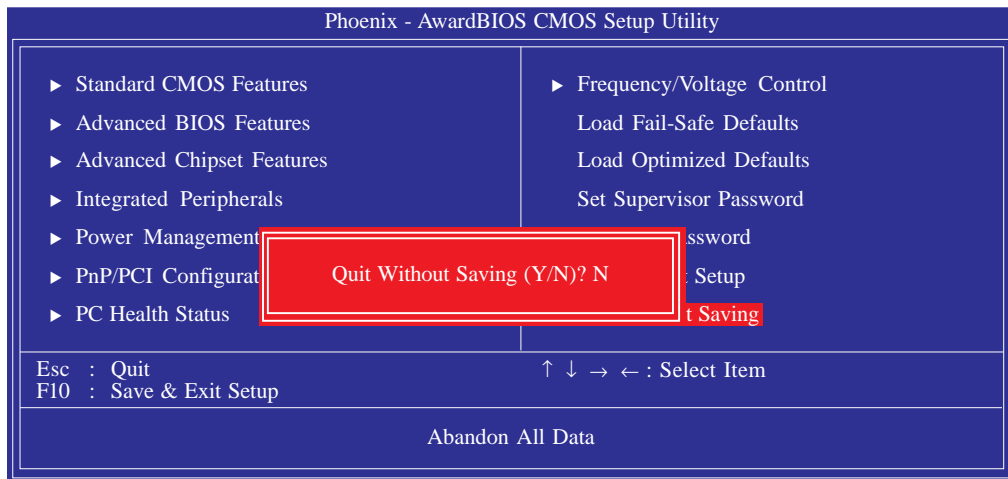 Phoenix - AwardBIOS CMOS Setup Utility
▶ Standard CMOS Features
▶ Advanced BIOS Features
▶ Advanced Chipset Features
▶ Integrated Peripherals
▶ Power Management
▶ PnP/PCI Configurat
▶ PC Health Status
▶ Frequency/Voltage Control
Load Fail-Safe Defaults
Load Optimized Defaults
Set Supervisor Password
ssword
Setup
t Saving
Quit Without Saving (Y/N)? N
Esc : Quit
F10 : Save & Exit Setup
↑ ↓ → ← : Select Item
Abandon All Data